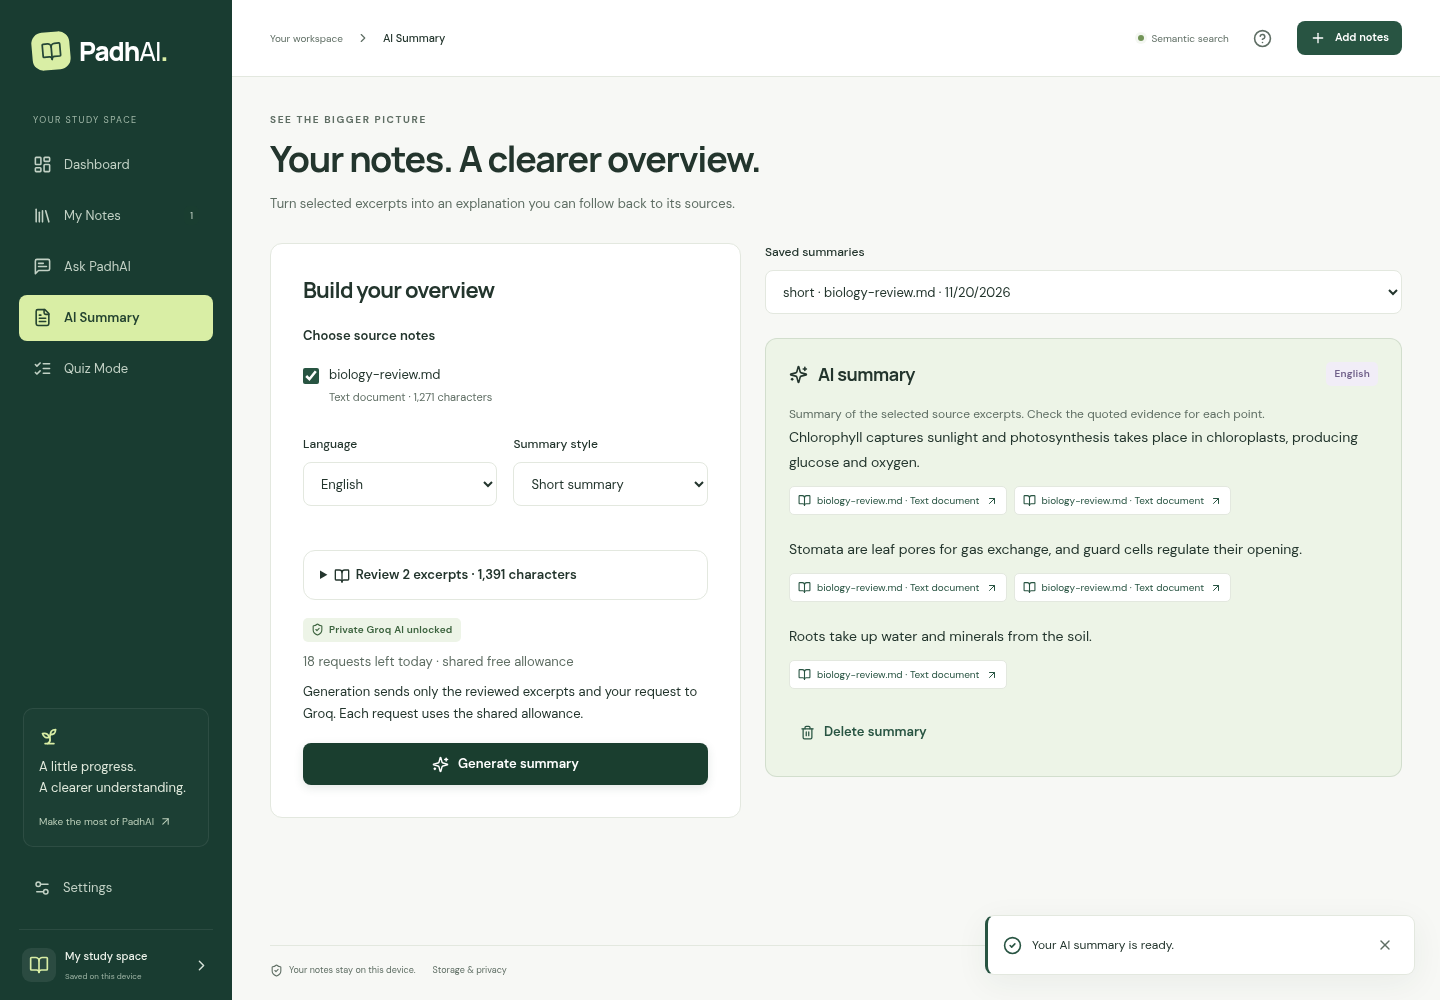 PadhAI.
YOUR STUDY SPACE
Dashboard
My Notes 1
Ask PadhAI
AI Summary
Quiz Mode
A little progress.
A clearer understanding.
Make the most of PadhAI
Settings
My study space
Saved on this device
Your workspace AI Summary
Semantic search
Add notes
SEE THE BIGGER PICTURE
Your notes. A clearer overview.
Turn selected excerpts into an explanation you can follow back to its sources.
Build your overview
Choose source notes
biology-review.md
Text document · 1,271 characters
Language
English
Summary style
Short summary
Review 2 excerpts · 1,391 characters
Private Groq AI unlocked
18 requests left today · shared free allowance
Generation sends only the reviewed excerpts and your request to
Groq. Each request uses the shared allowance.
Generate summary
Saved summaries
short · biology-review.md · 11/20/2026
AI summary
English
Summary of the selected source excerpts. Check the quoted evidence for each point.
Chlorophyll captures sunlight and photosynthesis takes place in chloroplasts, producing
glucose and oxygen.
biology-review.md · Text document biology-review.md · Text document
Stomata are leaf pores for gas exchange, and guard cells regulate their opening.
biology-review.md · Text document biology-review.md · Text document
Roots take up water and minerals from the soil.
biology-review.md · Text document
Delete summary
Your notes stay on this device. Storage & privacy
Your AI summary is ready.